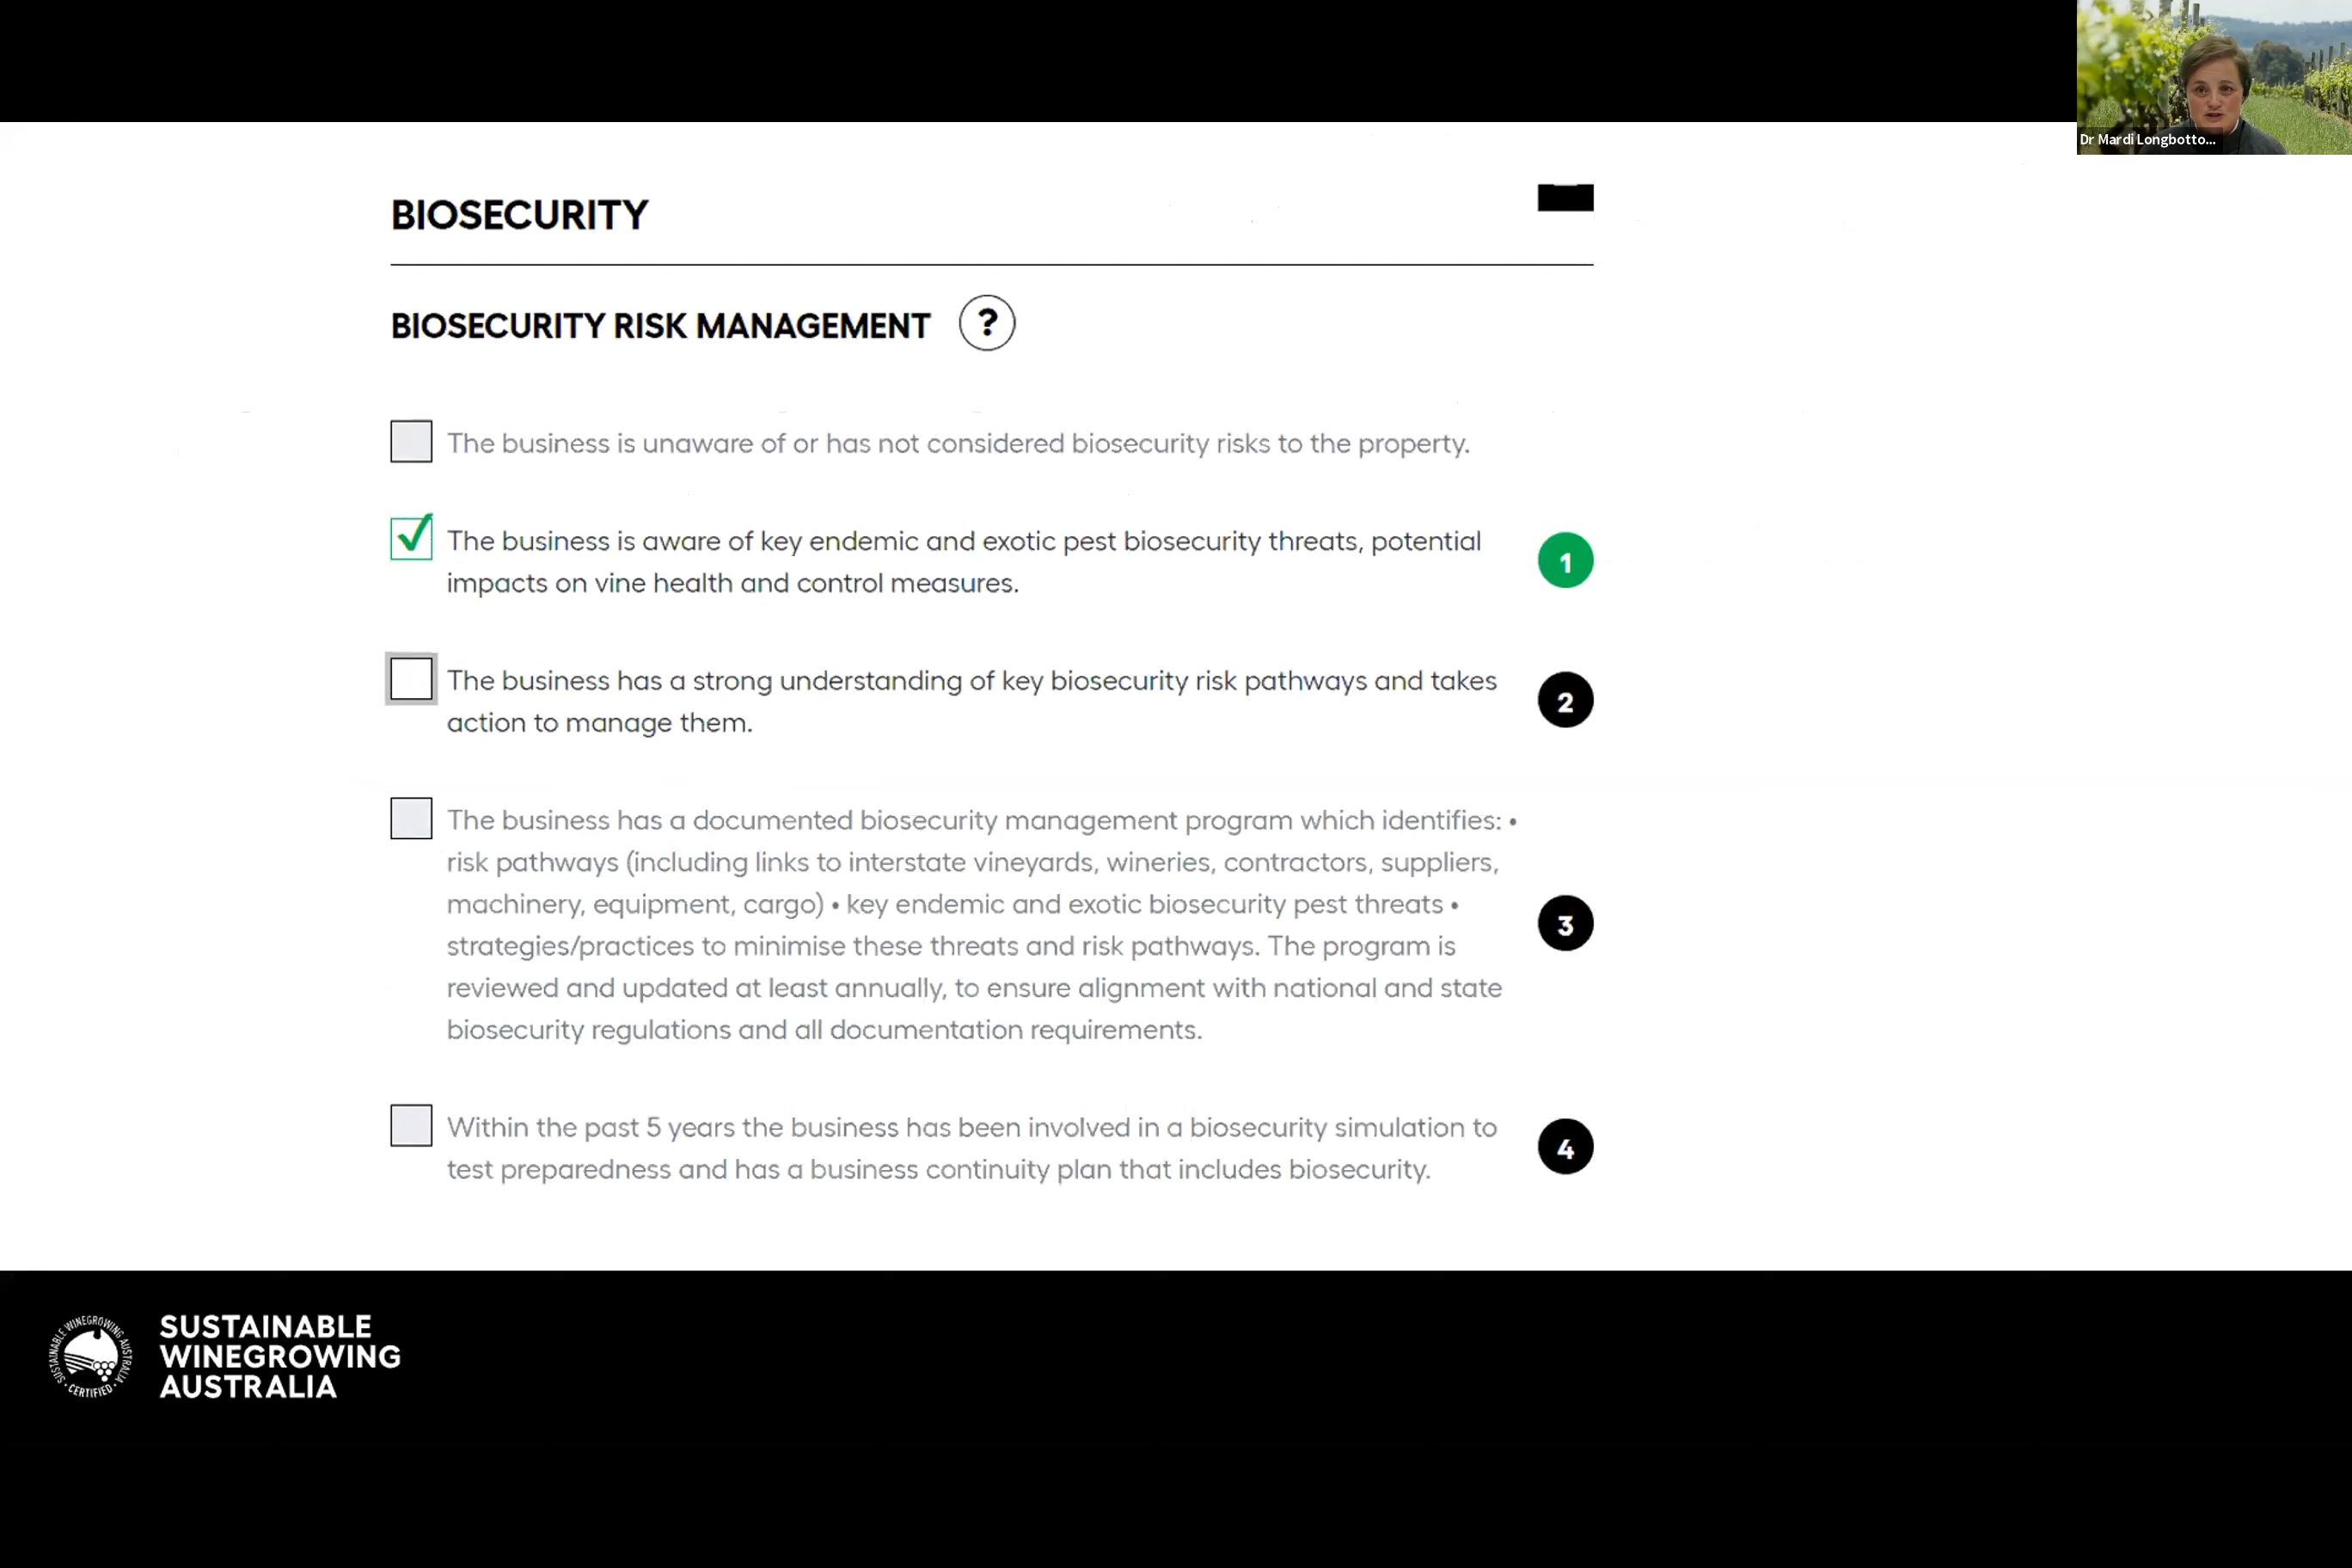 Dr Mardi Longbotto...
BIOSECURITY
BIOSECURITY RISK MANAGEMENT ?
The business is unaware of or has not considered biosecurity risks to the property.
The business is aware of key endemic and exotic pest biosecurity threats, potential
impacts on vine health and control measures.
1
The business has a strong understanding of key biosecurity risk pathways and takes
action to manage them.
2
The business has a documented biosecurity management program which identifies: •
risk pathways (including links to interstate vineyards, wineries, contractors, suppliers,
machinery, equipment, cargo) • key endemic and exotic biosecurity pest threats •
strategies/practices to minimise these threats and risk pathways. The program is
reviewed and updated at least annually, to ensure alignment with national and state
biosecurity regulations and all documentation requirements.
3
Within the past 5 years the business has been involved in a biosecurity simulation to
test preparedness and has a business continuity plan that includes biosecurity.
4
SUSTAINABLE WINEGROWING AUSTRALIA
• CERTIFIED •
SUSTAINABLE
WINEGROWING
AUSTRALIA